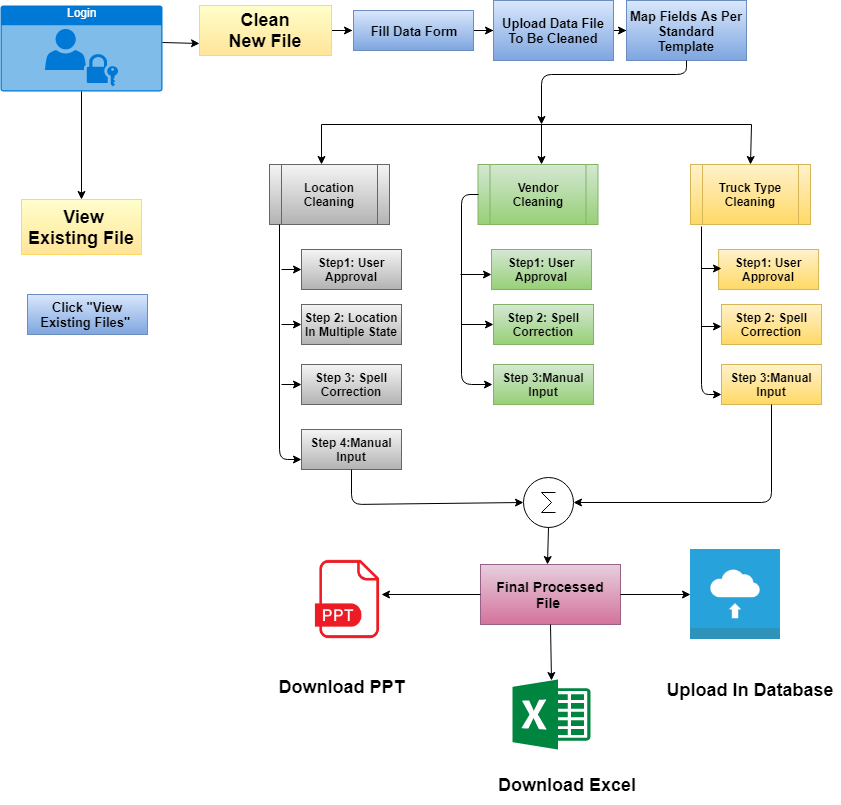 Login
Clean
New File
Fill Data Form
Upload Data File
To Be Cleaned
Map Fields As Per
Standard
Template
View
Existing File
Click "View
Existing Files"
Location
Cleaning
Step1: User
Approval
Step 2: Location
In Multiple State
Step 3: Spell
Correction
Step 4:Manual
Input
Vendor
Cleaning
Step1: User
Approval
Step 2: Spell
Correction
Step 3:Manual
Input
Truck Type
Cleaning
Step1: User
Approval
Step 2: Spell
Correction
Step 3:Manual
Input
Σ
Final Processed
File
PPT
Download PPT
X
Download Excel
Upload In Database